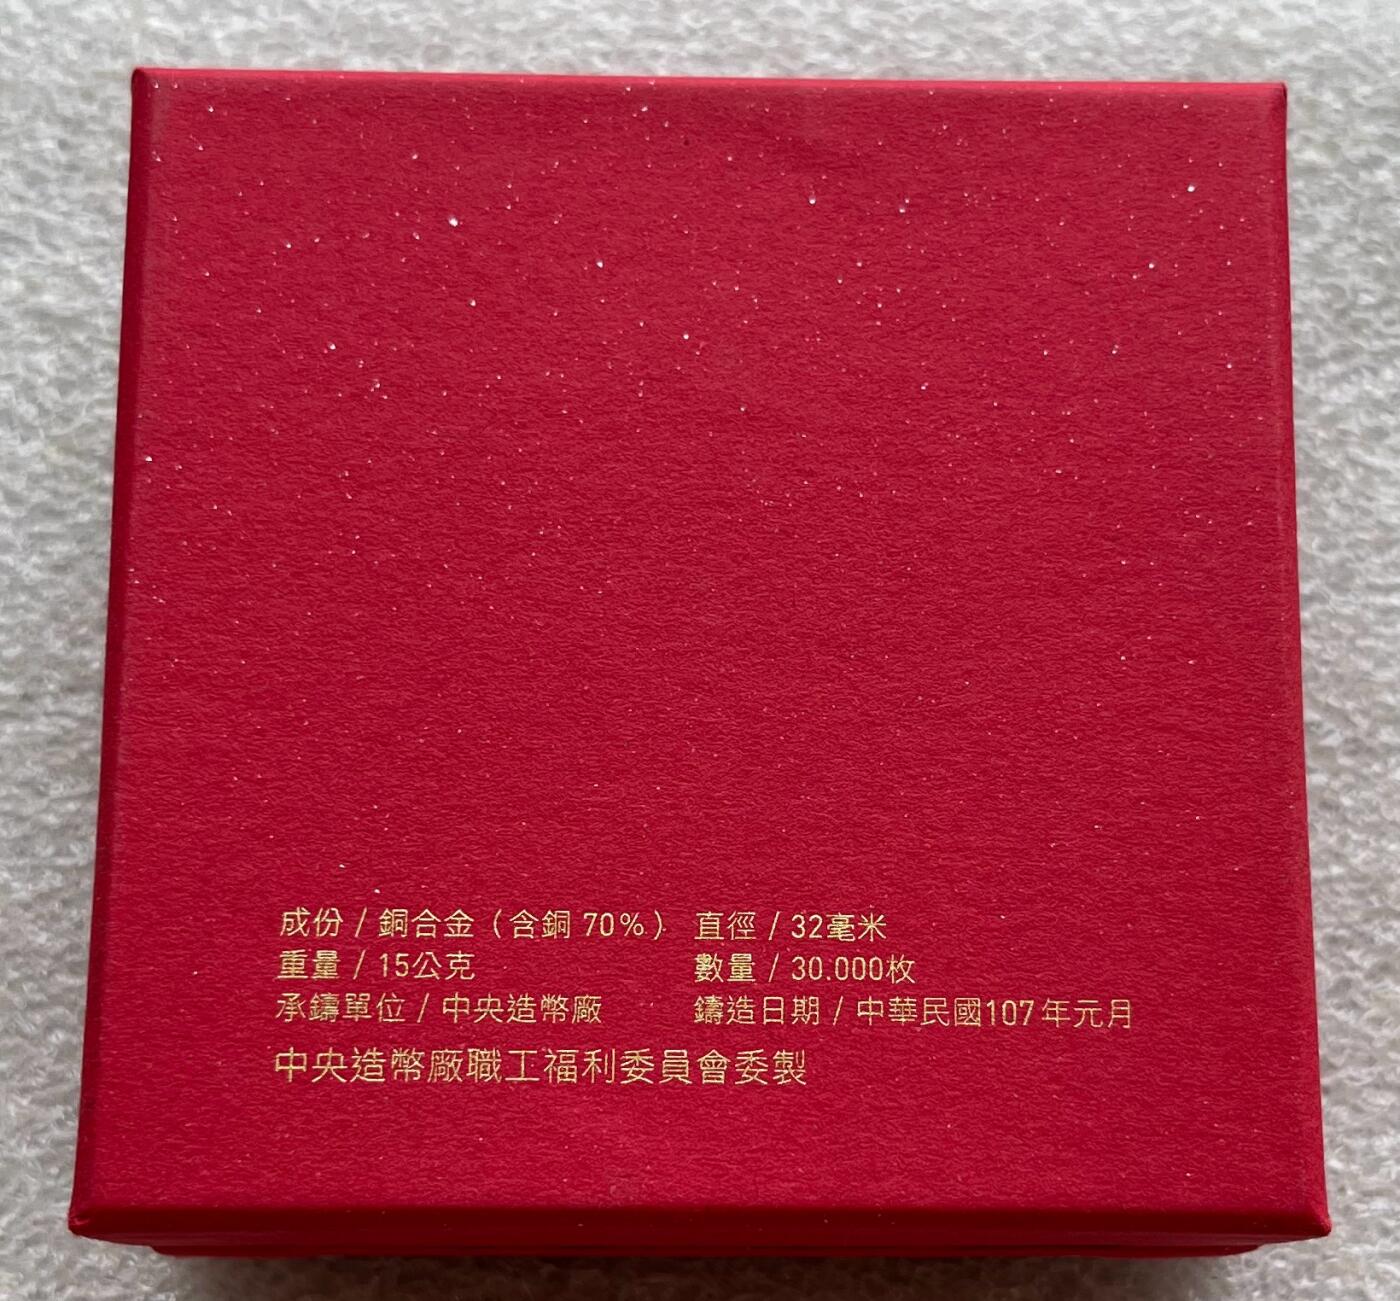 成份 / 銅合金（含銅 70%） 直徑 / 32毫米
重量 / 15公克 數量 / 30.000枚
承鑄單位 / 中央造幣廠 鑄造日期 / 中華民國107年元月
中央造幣廠職工福利委員會委製